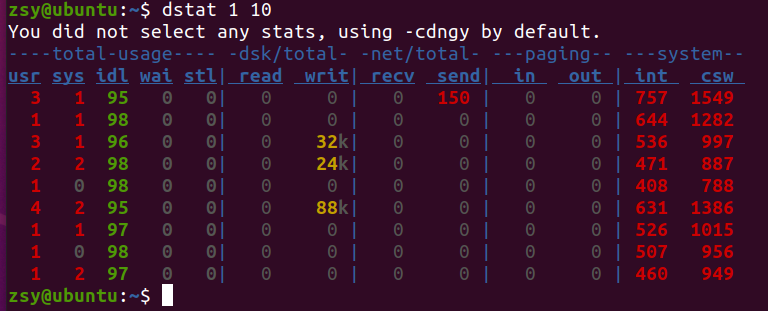 zsy@ubuntu:~$ dstat 1 10
You did not select any stats, using -cdngy by default.
----total-usage---- -dsk/total- -net/total- ---paging-- ---system--
usr sys idl wai stl| read  writ| recv  send|  in   out | int   csw
  3   1  95   0   0|   0     0 |   0   150 |   0     0 | 757  1549
  1   1  98   0   0|   0     0 |   0     0 |   0     0 | 644  1282
  3   1  96   0   0|   0    32k|   0     0 |   0     0 | 536   997
  2   2  98   0   0|   0    24k|   0     0 |   0     0 | 471   887
  1   0  98   0   0|   0     0 |   0     0 |   0     0 | 408   788
  4   2  95   0   0|   0    88k|   0     0 |   0     0 | 631  1386
  1   1  97   0   0|   0     0 |   0     0 |   0     0 | 526  1015
  1   0  98   0   0|   0     0 |   0     0 |   0     0 | 507   956
  1   2  97   0   0|   0     0 |   0     0 |   0     0 | 460   949
zsy@ubuntu:~$